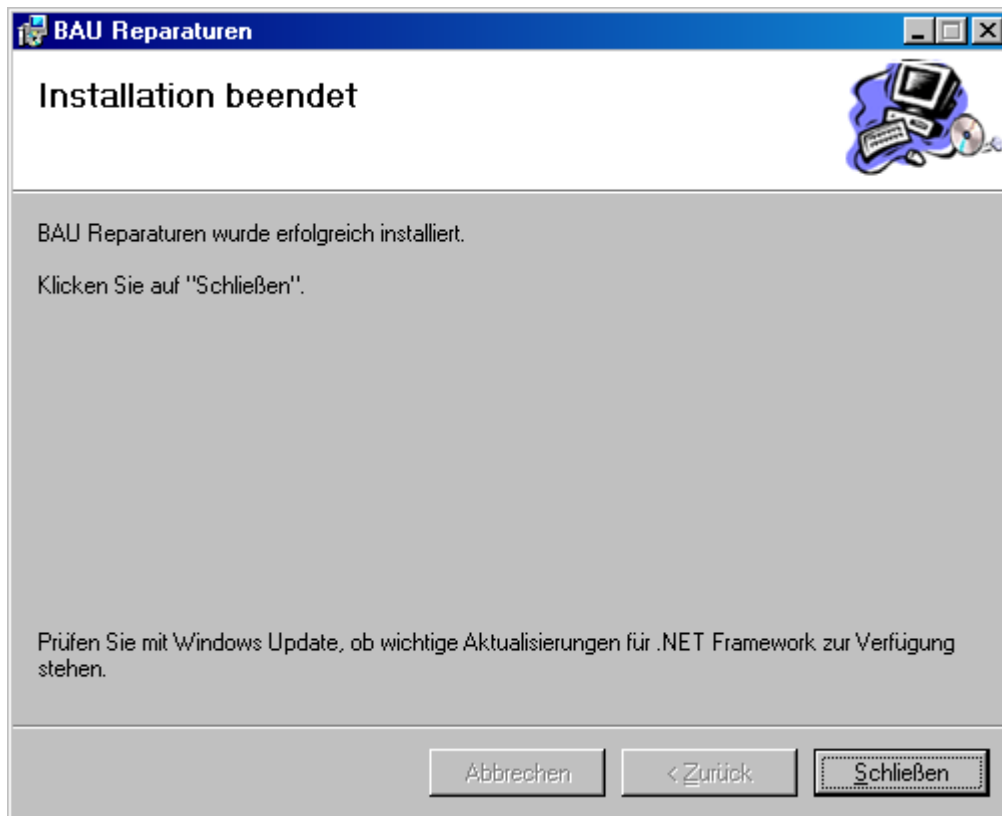 BAU Reparaturen
Installation beendet
BAU Reparaturen wurde erfolgreich installiert.
Klicken Sie auf "Schließen".
Prüfen Sie mit Windows Update, ob wichtige Aktualisierungen für .NET Framework zur Verfügung
stehen.
Abbrechen
< Zurück
Schließen